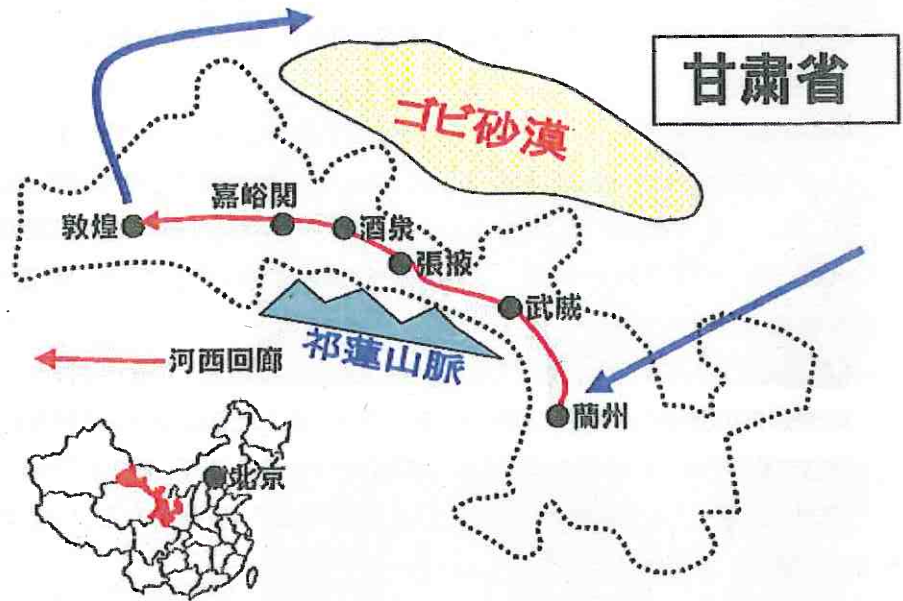 甘粛省
ゴビ砂漠
嘉峪関
敦煌
酒泉
張掖
武威
祁蓮山脈
河西回廊
蘭州
北京